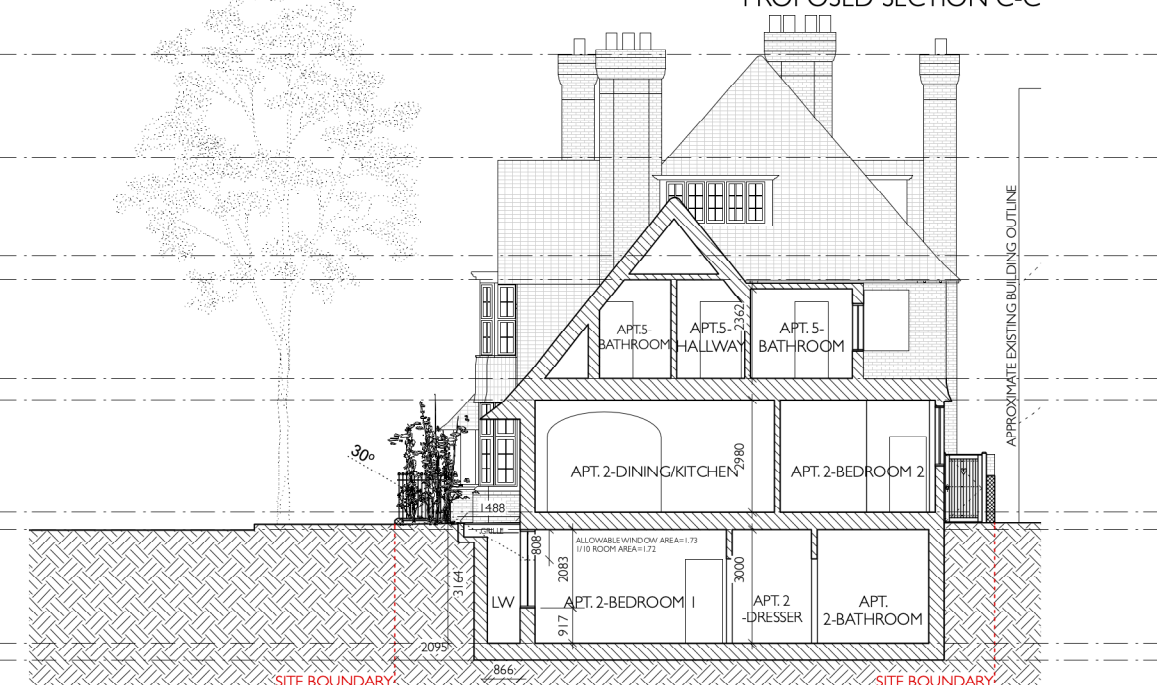 PROPOSED SECTION C-C
APPROXIMATE EXISTING BUILDING OUTLINE
APT.5
BATHROOM
APT.5-
HALLWAY
2362
APT. 5-
BATHROOM
30°
APT. 2-DINING/KITCHEN
2980
APT. 2-BEDROOM 2
1488
GRILLE
808
ALLOWABLE WINDOW AREA=1.73
1/10 ROOM AREA=1.72
2083
3000
3164
LW
APT. 2-BEDROOM 1
APT. 2
-DRESSER
APT.
2-BATHROOM
917
2095
866
SITE BOUNDARY
SITE BOUNDARY